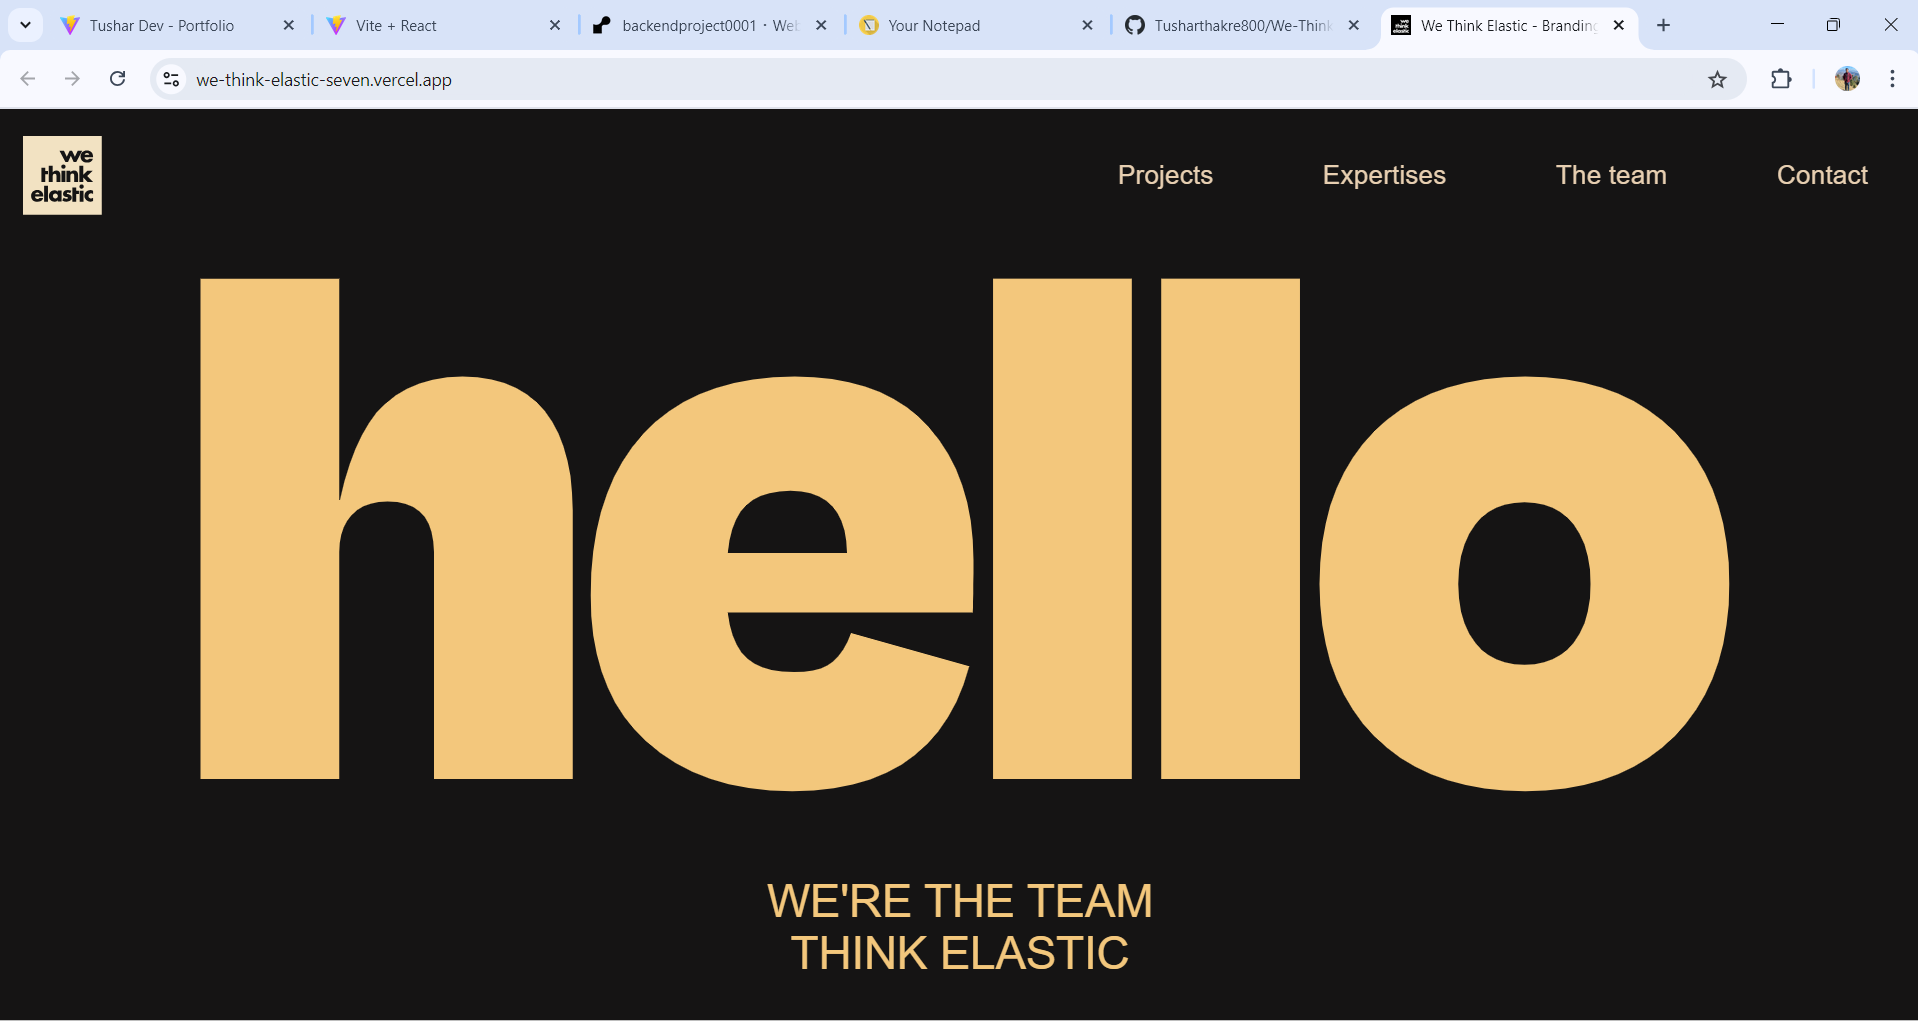 Tushar Dev - Portfolio
Vite + React
backendproject0001 · Web
Your Notepad
Tusharthakre800/We-Think
We Think Elastic - Branding
we-think-elastic-seven.vercel.app
we
think
elastic
Projects
Expertises
The team
Contact
hello
WE'RE THE TEAM
THINK ELASTIC